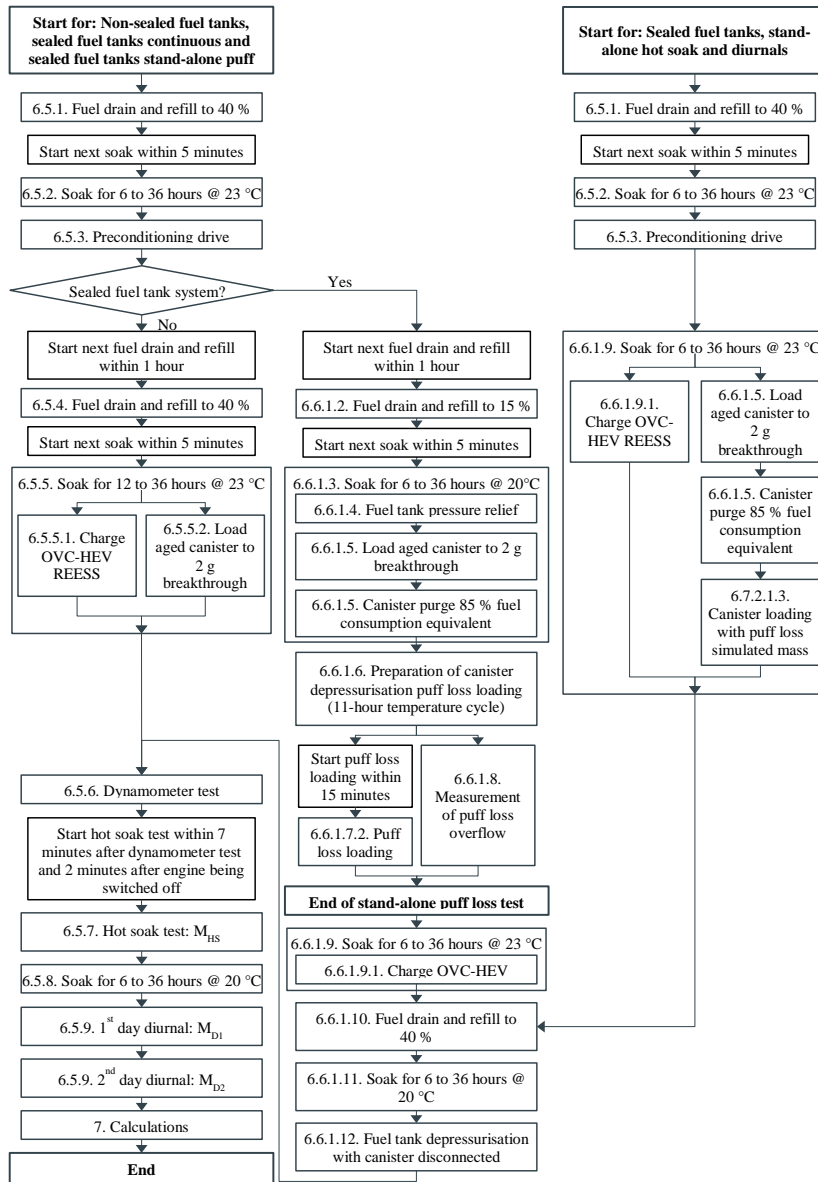 Start for: Non-sealed fuel tanks,
sealed fuel tanks continuous and
sealed fuel tanks stand-alone puff
6.5.1. Fuel drain and refill to 40 %
Start next soak within 5 minutes
6.5.2. Soak for 6 to 36 hours @ 23 °C
6.5.3. Preconditioning drive
Sealed fuel tank system?
Yes
No
Start next fuel drain and refill
within 1 hour
6.5.4. Fuel drain and refill to 40 %
Start next soak within 5 minutes
6.5.5. Soak for 12 to 36 hours @ 23 °C
6.5.5.1. Charge
OVC-HEV
REESS
6.5.5.2. Load
aged canister to
2 g
breakthrough
6.5.6. Dynamometer test
Start hot soak test within 7
minutes after dynamometer test
and 2 minutes after engine being
switched off
6.5.7. Hot soak test: M_HS
6.5.8. Soak for 6 to 36 hours @ 20 °C
6.5.9. 1st day diurnal: M_D1
6.5.9. 2nd day diurnal: M_D2
7. Calculations
End
Start next fuel drain and refill
within 1 hour
6.6.1.2. Fuel drain and refill to 15 %
Start next soak within 5 minutes
6.6.1.3. Soak for 6 to 36 hours @ 20°C
6.6.1.4. Fuel tank pressure relief
6.6.1.5. Load aged canister to 2 g
breakthrough
6.6.1.5. Canister purge 85 % fuel
consumption equivalent
6.6.1.6. Preparation of canister
depressurisation puff loss loading
(11-hour temperature cycle)
Start puff loss
loading within
15 minutes
6.6.1.7.2. Puff
loss loading
6.6.1.8.
Measurement
of puff loss
overflow
End of stand-alone puff loss test
6.6.1.9. Soak for 6 to 36 hours @ 23 °C
6.6.1.9.1. Charge OVC-HEV
6.6.1.10. Fuel drain and refill to
40 %
6.6.1.11. Soak for 6 to 36 hours @
20 °C
6.6.1.12. Fuel tank depressurisation
with canister disconnected
Start for: Sealed fuel tanks, stand-
alone hot soak and diurnals
6.5.1. Fuel drain and refill to 40 %
Start next soak within 5 minutes
6.5.2. Soak for 6 to 36 hours @ 23 °C
6.5.3. Preconditioning drive
6.6.1.9. Soak for 6 to 36 hours @ 23 °C
6.6.1.9.1.
Charge OVC-
HEV REESS
6.6.1.5. Load
aged canister to
2 g
breakthrough
6.6.1.5. Canister
purge 85 % fuel
consumption
equivalent
6.7.2.1.3.
Canister loading
with puff loss
simulated mass